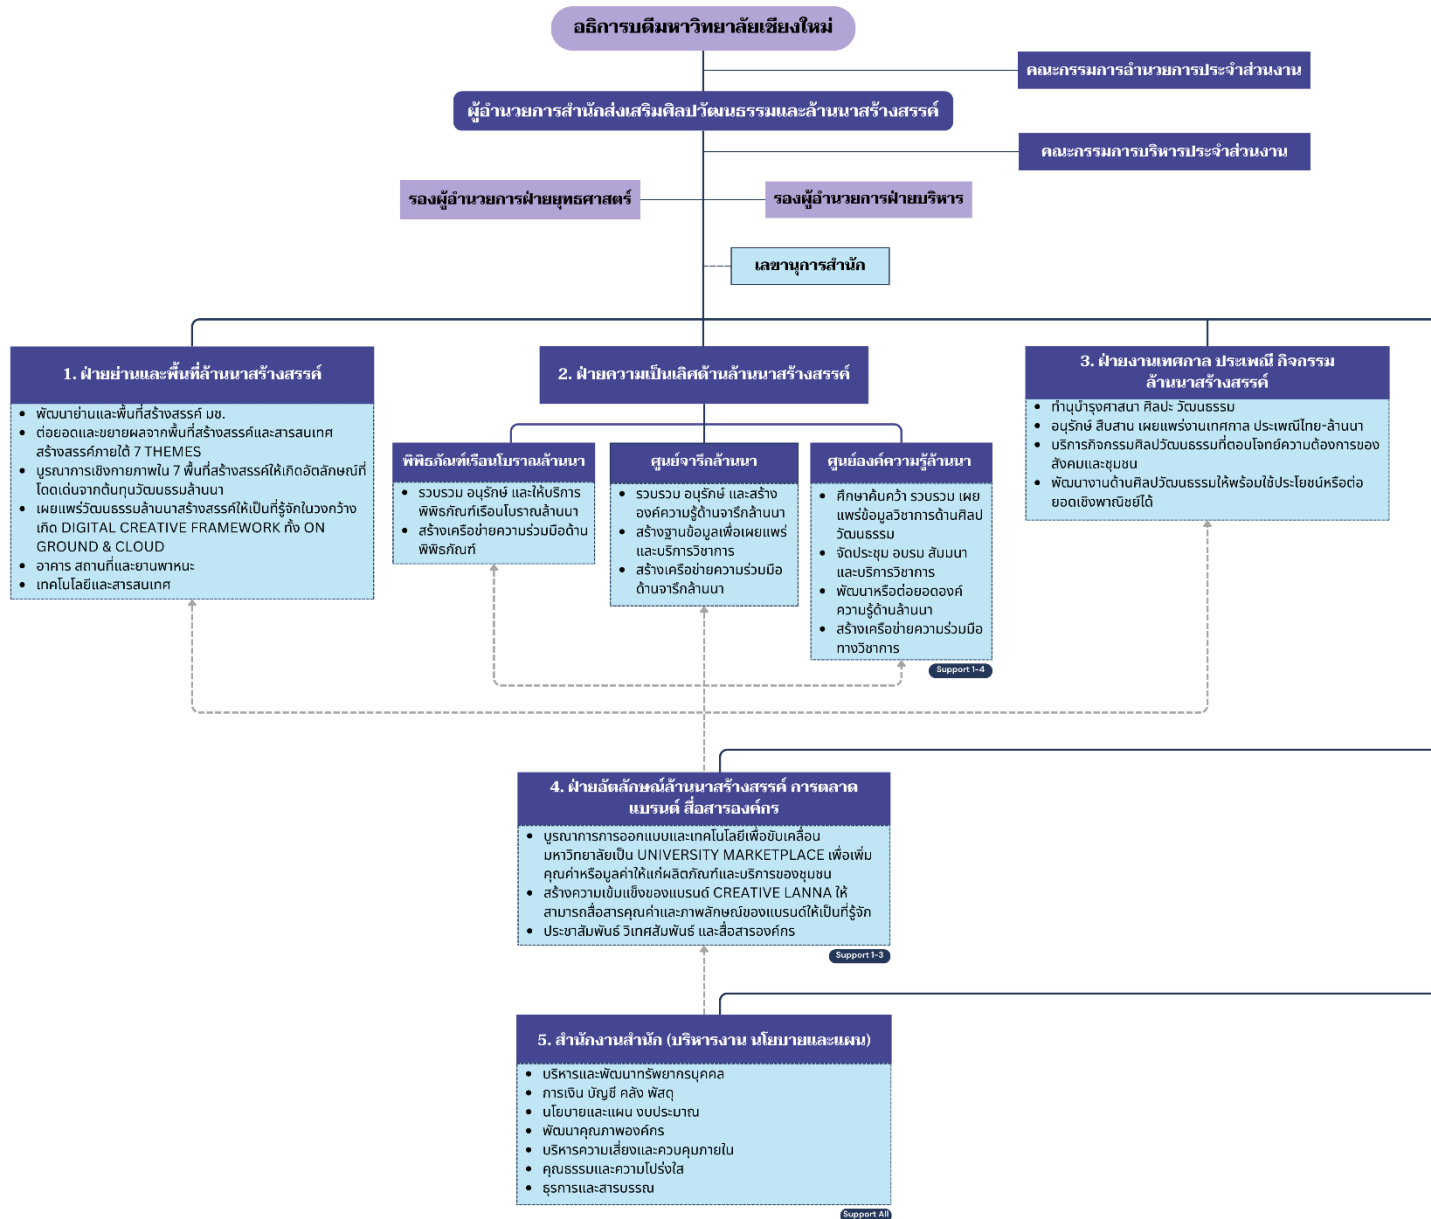 อธิการบดีมหาวิทยาลัยเชียงใหม่
คณะกรรมการอำนวยการประจำส่วนงาน
ผู้อำนวยการสำนักส่งเสริมศิลปวัฒนธรรมและล้านนาสร้างสรรค์
คณะกรรมการบริหารประจำส่วนงาน
รองผู้อำนวยการฝ่ายยุทธศาสตร์
รองผู้อำนวยการฝ่ายบริหาร
เลขานุการสำนัก
1. ฝ่ายย่านและพื้นที่ล้านนาสร้างสรรค์
• พัฒนาย่านและพื้นที่สร้างสรรค์ มช.
• ต่อยอดและขยายผลจากพื้นที่สร้างสรรค์และสารสนเทศ
สร้างสรรค์ภายใต้ 7 THEMES
• บูรณาการเชิงกายภาพใน 7 พื้นที่สร้างสรรค์ให้เกิดอัตลักษณ์ที่
โดดเด่นจากต้นทุนวัฒนธรมล้านนา
• เผยแพร่วัฒนธรรมล้านนาสร้างสรรค์ให้เป็นที่รู้จักในวงกว้าง
เกิด DIGITAL CREATIVE FRAMEWORK ทั้ง ON
GROUND & CLOUD
• อาคาร สถานที่และยานพาหนะ
• เทคโนโลยีและสารสนเทศ
2. ฝ่ายความเป็นเลิศด้านล้านนาสร้างสรรค์
พิพิธภัณฑ์เรือนโบราณล้านนา
• รวบรวม อนุรักษ์ และให้บริการ
พิพิธภัณฑ์เรือนโบราณล้านนา
• สร้างเครือข่ายความร่วมมือด้าน
พิพิธภัณฑ์
ศูนย์จารึกล้านนา
• รวบรวม อนุรักษ์ และสร้าง
องค์ความรู้ด้านจารึกล้านนา
• สร้างฐานข้อมูลเพื่อเผยแพร่
และบริการวิชาการ
• สร้างเครือข่ายความร่วมมือ
ด้านจารึกล้านนา
ศูนย์องค์ความรู้ล้านนา
• ศึกษาค้นคว้า รวบรวม เผย
แพร่ข้อมูลวิชาการด้านศิลป
วัฒนธรรม
• จัดประชุม อบรม สัมมนา
และบริการวิชาการ
• พัฒนาหรือต่อยอดองค์
ความรู้ด้านล้านนา
• สร้างเครือข่ายความร่วมมือ
ทางวิชาการ
Support 1-4
3. ฝ่ายงานเทศกาล ประเพณี กิจกรรม
ล้านนาสร้างสรรค์
• ทำนุบำรุงศาสนา ศิลปะ วัฒนธรรม
• อนุรักษ์ สืบสาน เผยแพร่งานเทศกาล ประเพณีไทย-ล้านนา
• บริการกิจกรรมศิลปวัฒนธรรมที่ตอบโจทย์ความต้องการของ
สังคมและชุมชน
• พัฒนางานด้านศิลปวัฒนธรรมให้พร้อมใช้ประโยชน์หรือต่อ
ยอดเชิงพาณิชย์ได้
4. ฝ่ายอัตลักษณ์ล้านนาสร้างสรรค์ การตลาด
แบรนด์ สื่อสารองค์กร
• บูรณาการการออกแบบและเทคโนโลยีเพื่อขับเคลื่อน
มหาวิทยาลัยเป็น UNIVERSITY MARKETPLACE เพื่อเพิ่ม
คุณค่าหรือมูลค่าให้แก่ผลิตภัณฑ์และบริการของชุมชน
• สร้างความเข้มแข็งของแบรนด์ CREATIVE LANNA ให้
สามารถสื่อสารคุณค่าและภาพลักษณ์ของแบรนด์ให้เป็นที่รู้จัก
• ประชาสัมพันธ์ วิเทศสัมพันธ์ และสื่อสารองค์กร
Support 1-3
5. สำนักงานสำนัก (บริหารงาน นโยบายและแผน)
• บริหารและพัฒนาทรัพยากรบุคคล
• การเงิน บัญชี คลัง พัสดุ
• นโยบายและแผน งบประมาณ
• พัฒนาคุณภาพองค์กร
• บริหารความเสี่ยงและควบคุมภายใน
• คุณธรรมและความโปร่งใส
• ธุรการและสารบรรณ
Support All